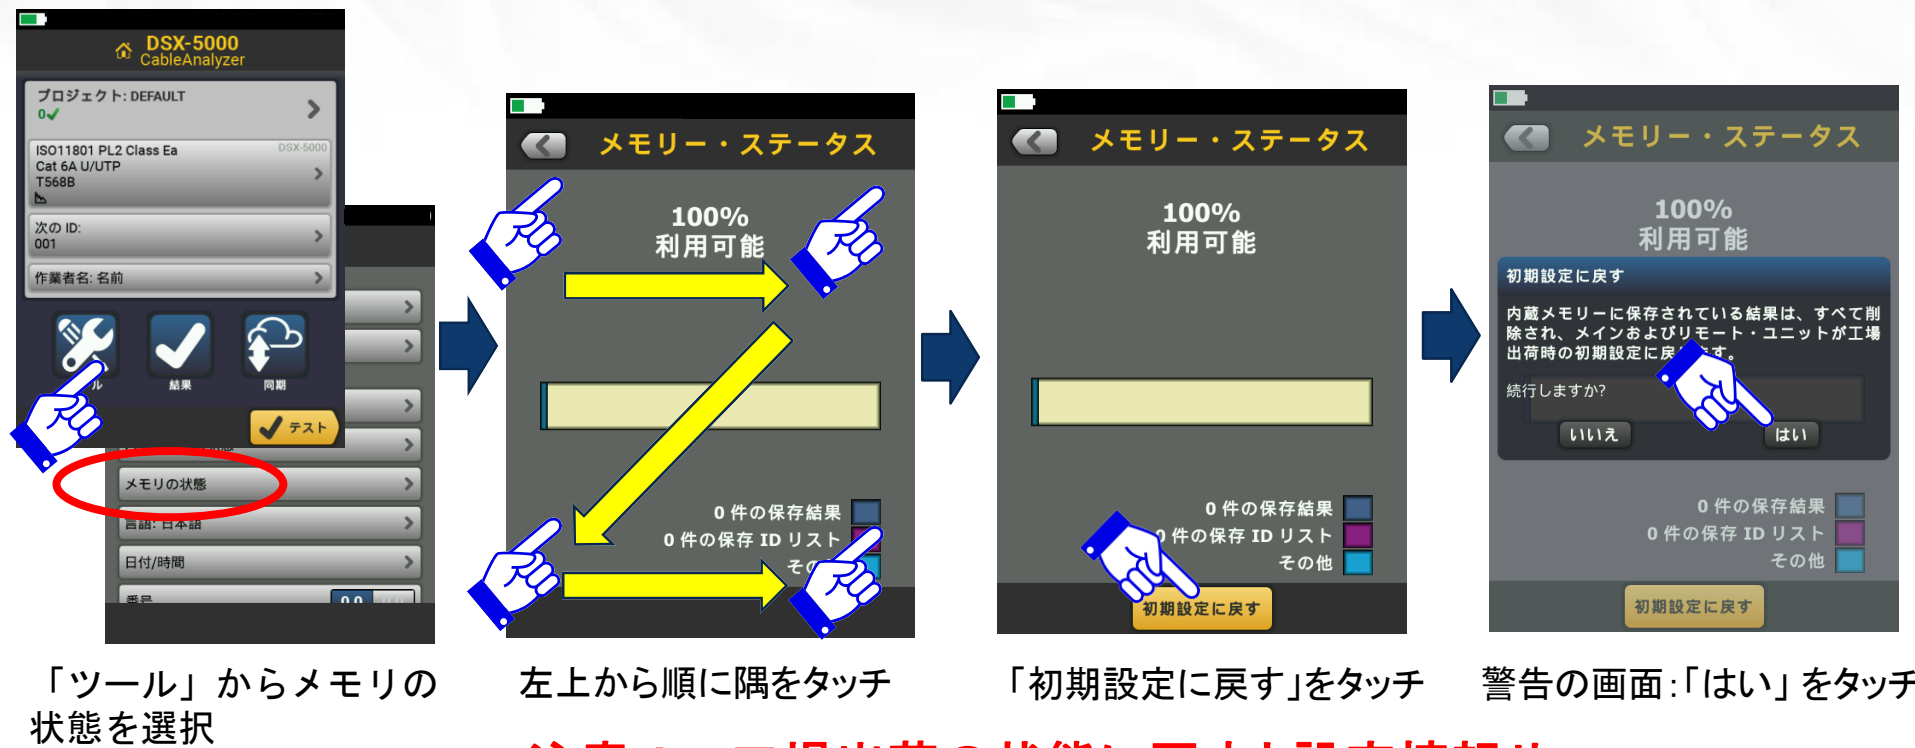 DSX-5000
CableAnalyzer
プロジェクト: DEFAULT
0
ISO11801 PL2 Class Ea
DSX-5000
Cat 6A U/UTP
T568B
次の ID:
001
作業者名: 名前
ル
結果
同期
テスト
メモリの状態
言語: 日本語
日付/時間
番号
0.0
「ツール」からメモリの
状態を選択
メモリー・ステータス
100%
利用可能
0 件の保存結果
0 件の保存 ID リスト
その
左上から順に隅をタッチ
メモリー・ステータス
100%
利用可能
0 件の保存結果
0 件の保存 ID リスト
その他
初期設定に戻す
「初期設定に戻す」をタッチ
メモリー・ステータス
100%
利用可能
初期設定に戻す
内蔵メモリーに保存されている結果は、すべて削
除され、メインおよびリモート・ユニットが工場
出荷時の初期設定に戻ります。
続行しますか?
いいえ
はい
0 件の保存結果
0 件の保存 ID リスト
その他
初期設定に戻す
警告の画面:「はい」をタッチ